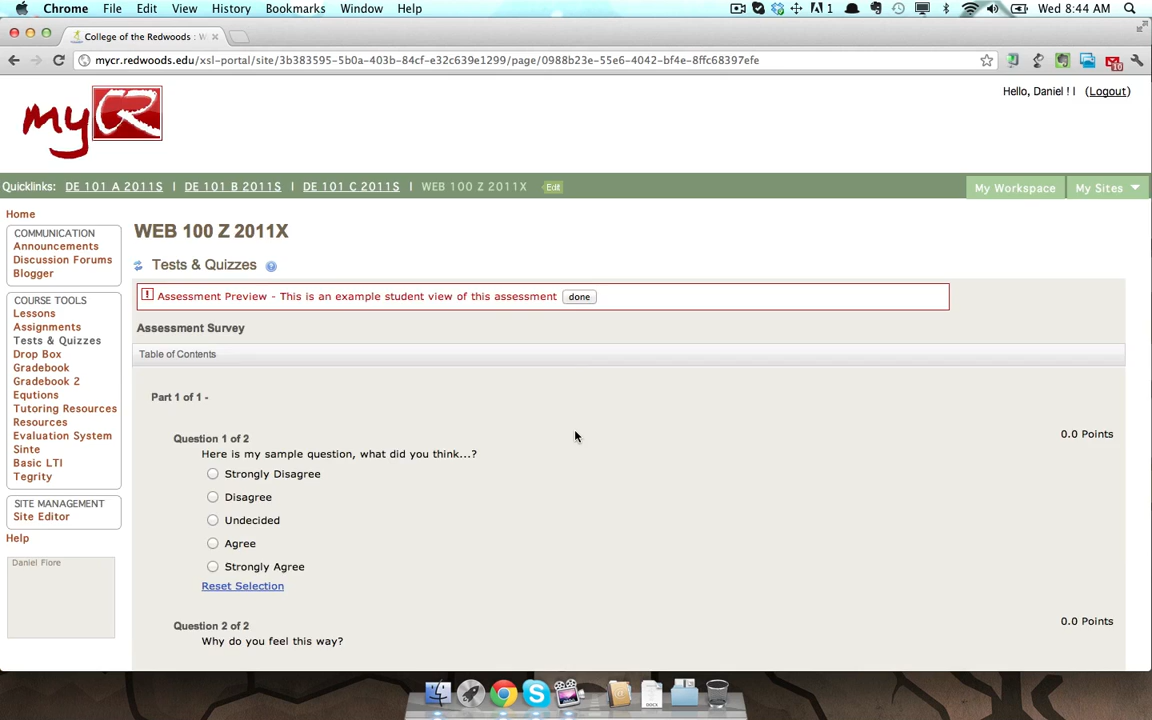 Chrome File Edit View History Bookmarks Window Help 1 Wed 8:44 AM
College of the Redwoods : W
mycr.redwoods.edu/xsl-portal/site/3b383595-5b0a-403b-84cf-e32c639e1299/page/0988b23e-55e6-4042-bf4e-8ffc68397efe
Hello, Daniel ! | (Logout)
my CR
Quicklinks: DE 101 A 2011S | DE 101 B 2011S | DE 101 C 2011S | WEB 100 Z 2011X Edit My Workspace My Sites
Home
COMMUNICATION
Announcements
Discussion Forums
Blogger
COURSE TOOLS
Lessons
Assignments
Tests & Quizzes
Drop Box
Gradebook
Gradebook 2
Equtions
Tutoring Resources
Resources
Evaluation System
Sinte
Basic LTI
Tegrity
SITE MANAGEMENT
Site Editor
Help
Daniel Fiore
WEB 100 Z 2011X
Tests & Quizzes
Assessment Preview - This is an example student view of this assessment done
Assessment Survey
Table of Contents
Part 1 of 1 -
Question 1 of 2 0.0 Points
Here is my sample question, what did you think...?
Strongly Disagree
Disagree
Undecided
Agree
Strongly Agree
Reset Selection
Question 2 of 2 0.0 Points
Why do you feel this way?
DOCX